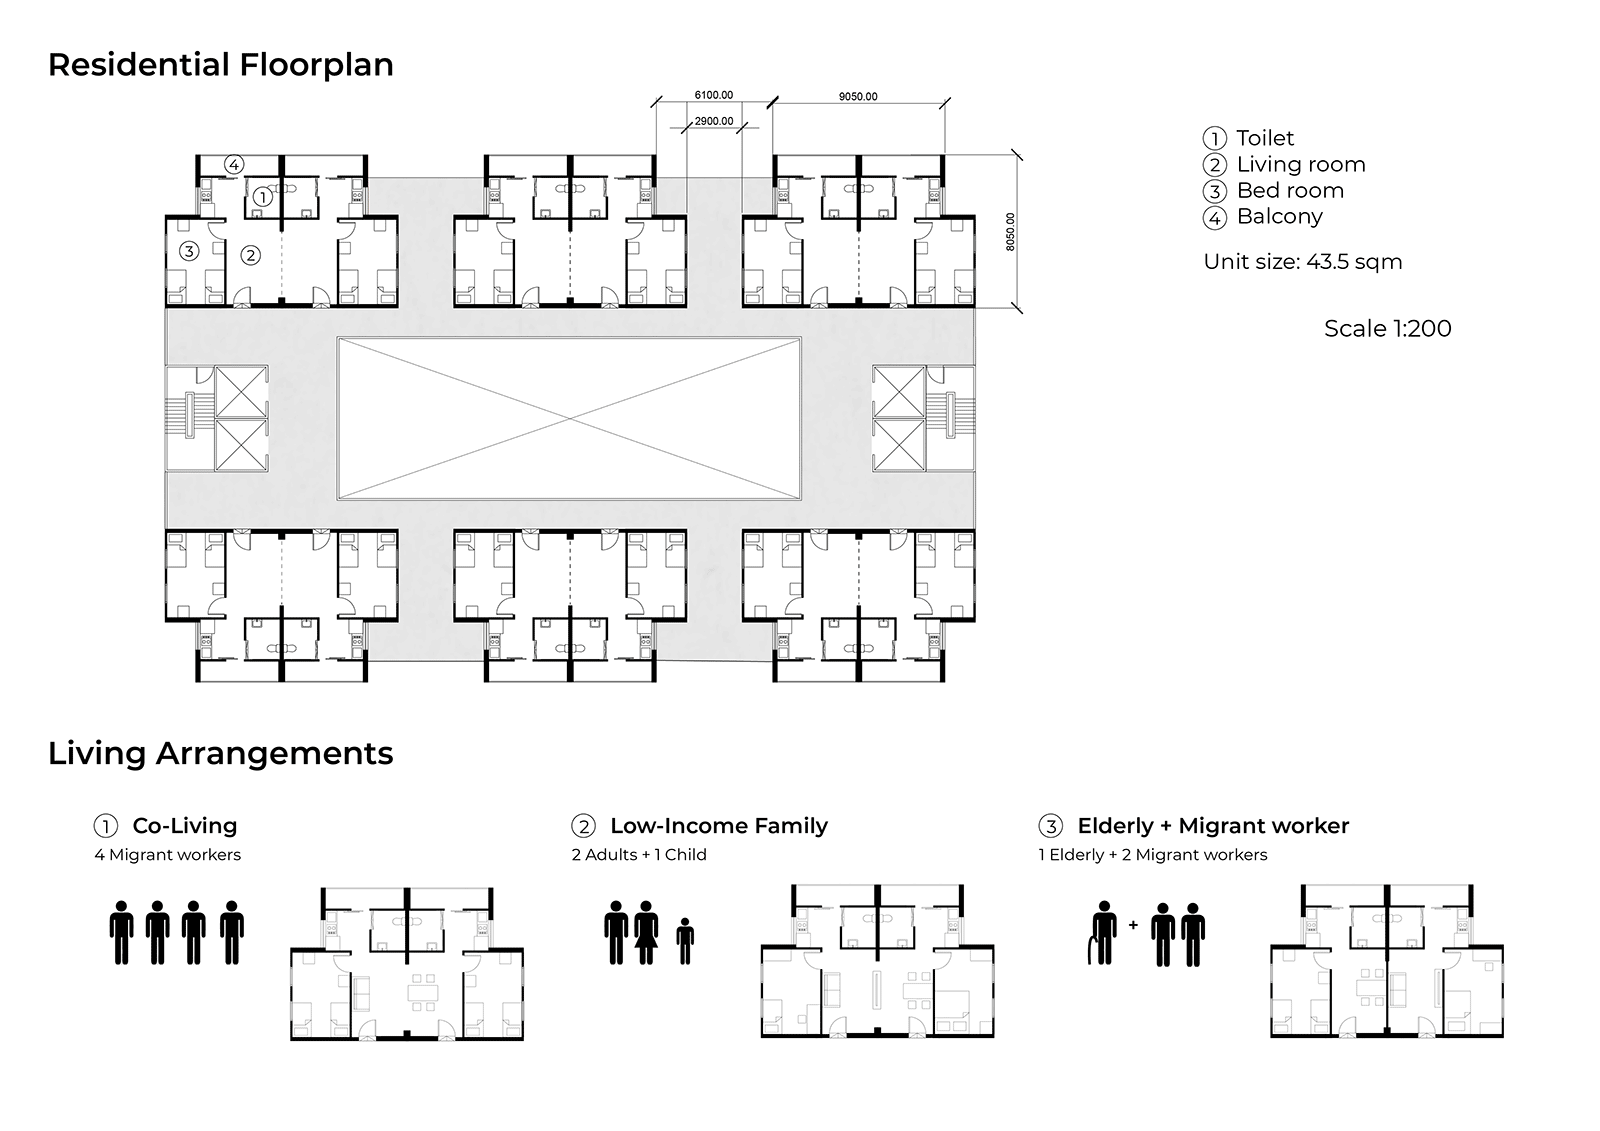 Residential Floorplan
6100.00
9050.00
2900.00
8050.00
4
1
3
2
1 Toilet
2 Living room
3 Bed room
4 Balcony
Unit size: 43.5 sqm
Scale 1:200
Living Arrangements
1 Co-Living
4 Migrant workers
2 Low-Income Family
2 Adults + 1 Child
3 Elderly + Migrant worker
1 Elderly + 2 Migrant workers
+